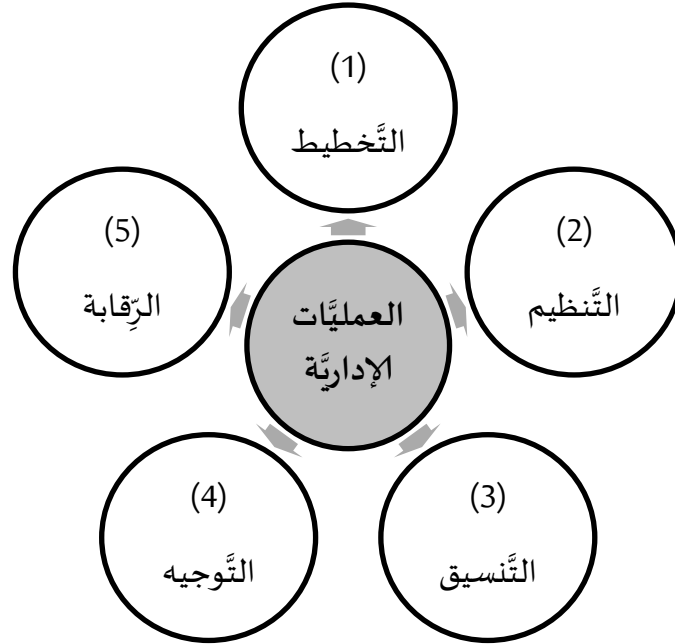 (1)
التَّخطيط
(2)
التَّنظيم
(3)
التَّنسيق
(4)
التَّوجيه
(5)
الرِّقابة
العمليَّات
الإداريَّة